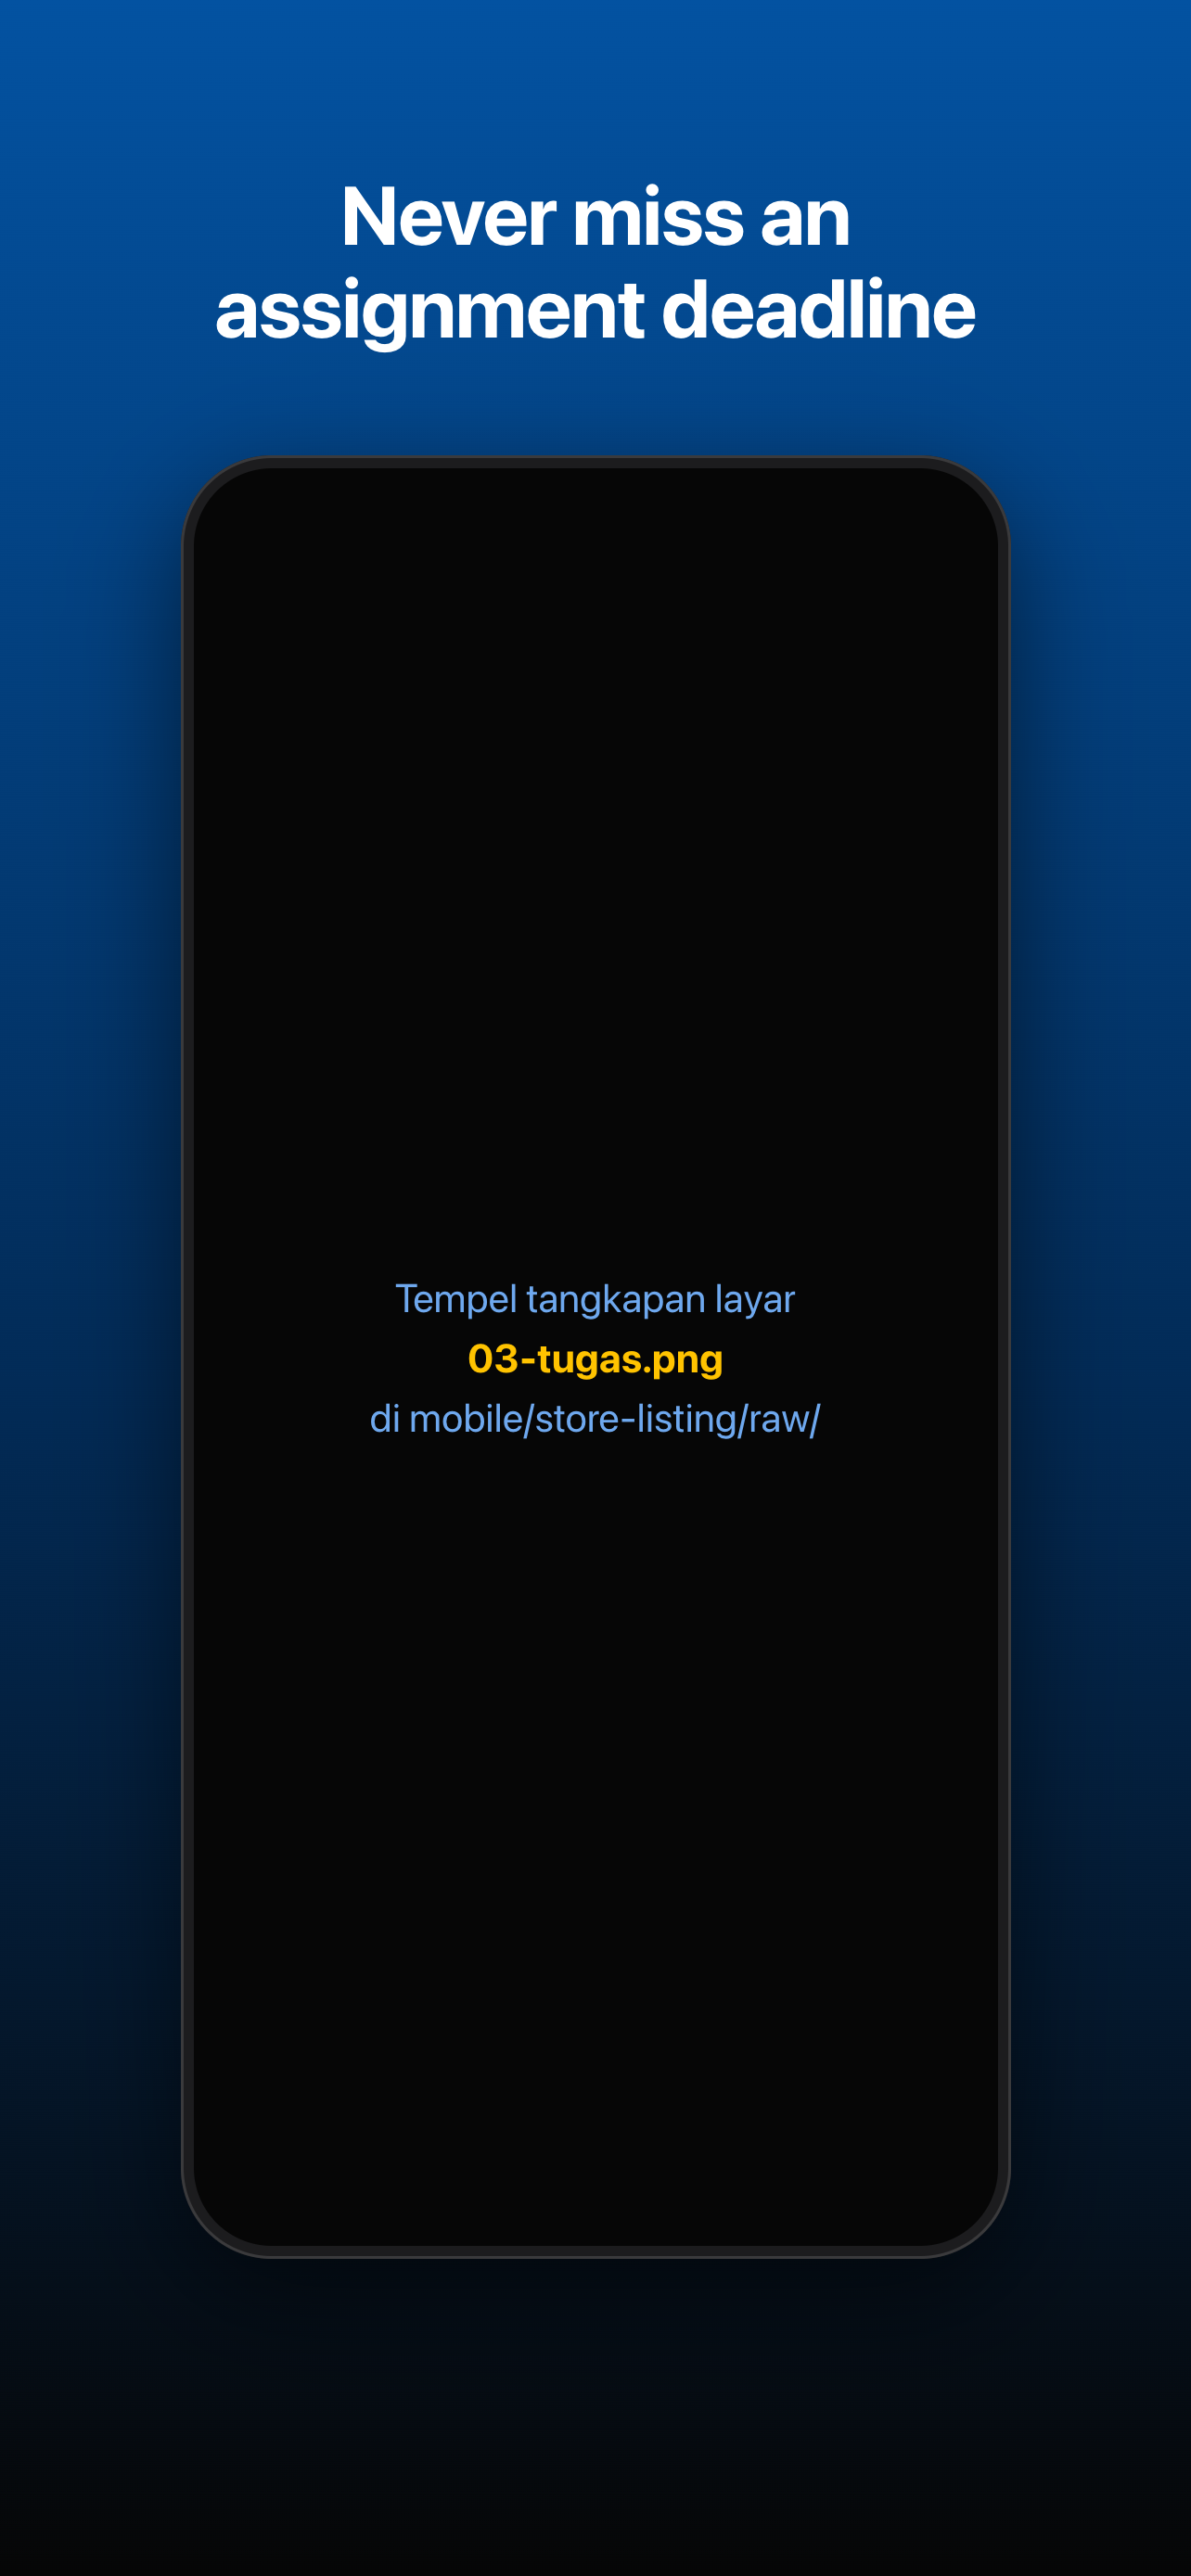 Never miss an
assignment deadline
Tempel tangkapan layar
03-tugas.png
di mobile/store-listing/raw/